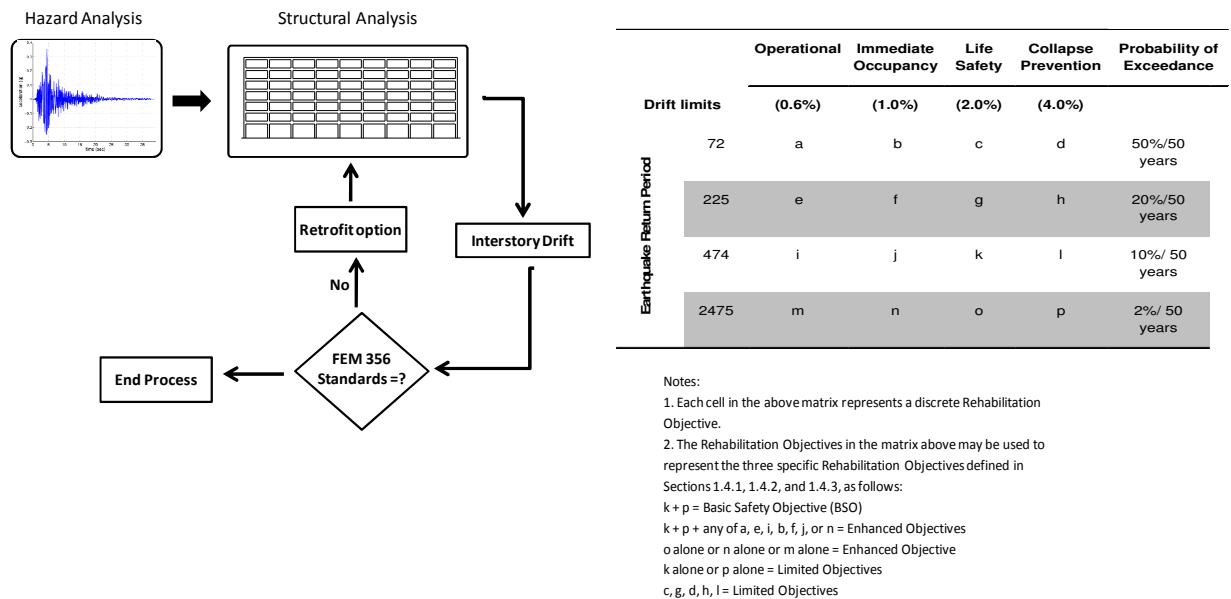 Hazard Analysis
Structural Analysis
Acceleration (g)
time (sec)
Retrofit option
Interstory Drift
No
FEM 356
Standards =?
End Process
Operational Immediate Occupancy Life Safety Collapse Prevention Probability of Exceedance
Drift limits (0.6%) (1.0%) (2.0%) (4.0%)
Earthquake Return Period
72 a b c d 50%/50 years
225 e f g h 20%/50 years
474 i j k l 10%/ 50 years
2475 m n o p 2%/ 50 years
Notes:
1. Each cell in the above matrix represents a discrete Rehabilitation
Objective.
2. The Rehabilitation Objectives in the matrix above may be used to
represent the three specific Rehabilitation Objectives defined in
Sections 1.4.1, 1.4.2, and 1.4.3, as follows:
k + p = Basic Safety Objective (BSO)
k + p + any of a, e, i, b, f, j, or n = Enhanced Objectives
o alone or n alone or m alone = Enhanced Objective
k alone or p alone = Limited Objectives
c, g, d, h, l = Limited Objectives